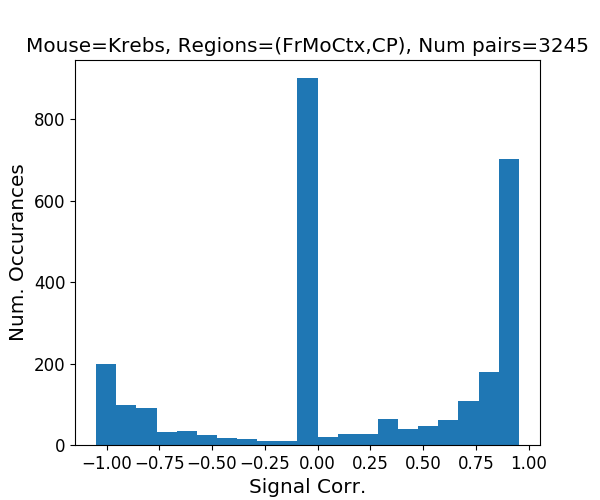 Mouse=Krebs, Regions=(FrMoCtx,CP), Num pairs=3245
Num. Occurances
800
600
400
200
0
−1.00 −0.75 −0.50 −0.25 0.00 0.25 0.50 0.75 1.00
Signal Corr.